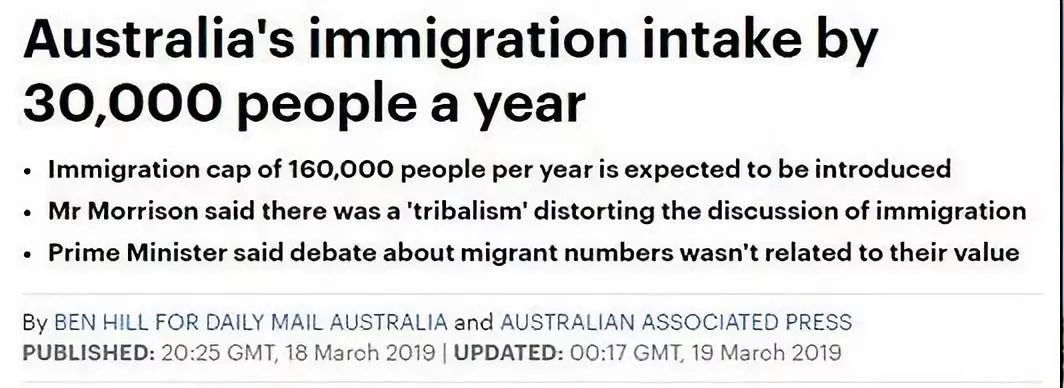 Australia's immigration intake by
30,000 people a year
• Immigration cap of 160,000 people per year is expected to be introduced
• Mr Morrison said there was a 'tribalism' distorting the discussion of immigration
• Prime Minister said debate about migrant numbers wasn't related to their value
By BEN HILL FOR DAILY MAIL AUSTRALIA and AUSTRALIAN ASSOCIATED PRESS
PUBLISHED: 20:25 GMT, 18 March 2019 | UPDATED: 00:17 GMT, 19 March 2019